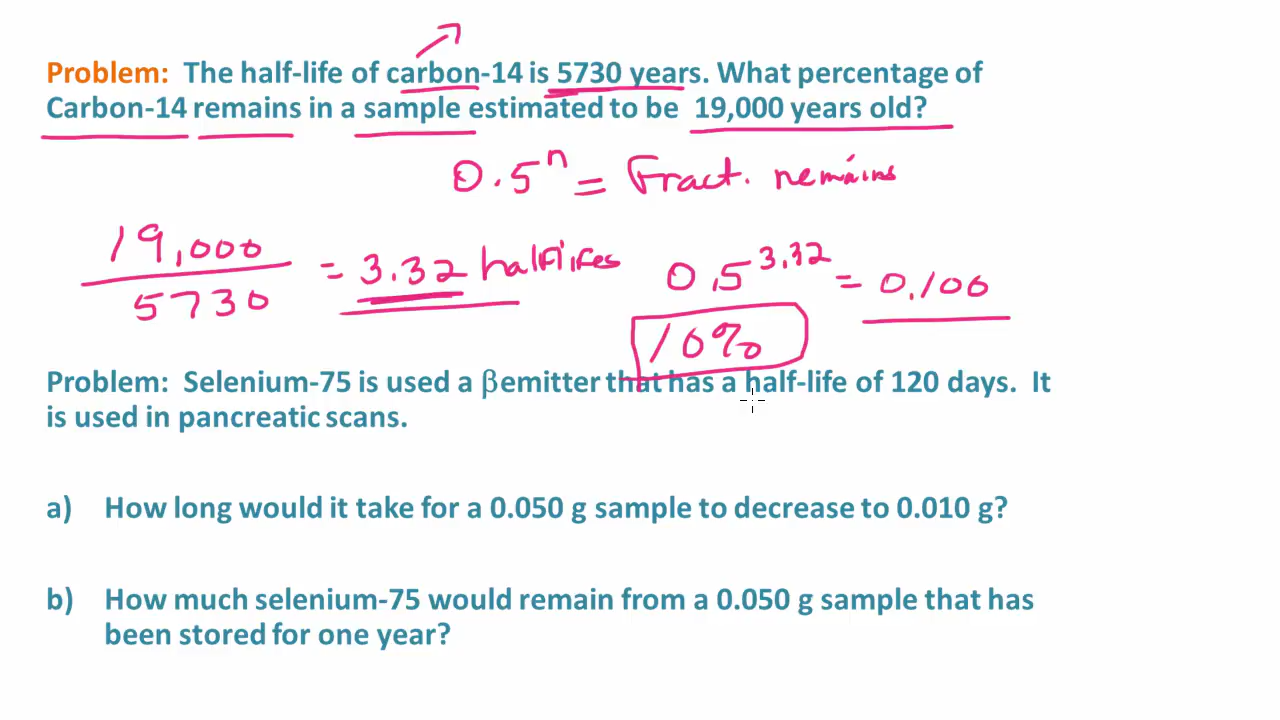 Problem: The half-life of carbon-14 is 5730 years. What percentage of
Carbon-14 remains in a sample estimated to be 19,000 years old?
0.5ⁿ = Fract. remains
19,000
5730
= 3.32 halflifes
0.5^3.32 = 0.100
10%
Problem: Selenium-75 is used a β emitter that has a half-life of 120 days. It
is used in pancreatic scans.
a) How long would it take for a 0.050 g sample to decrease to 0.010 g?
b) How much selenium-75 would remain from a 0.050 g sample that has
been stored for one year?